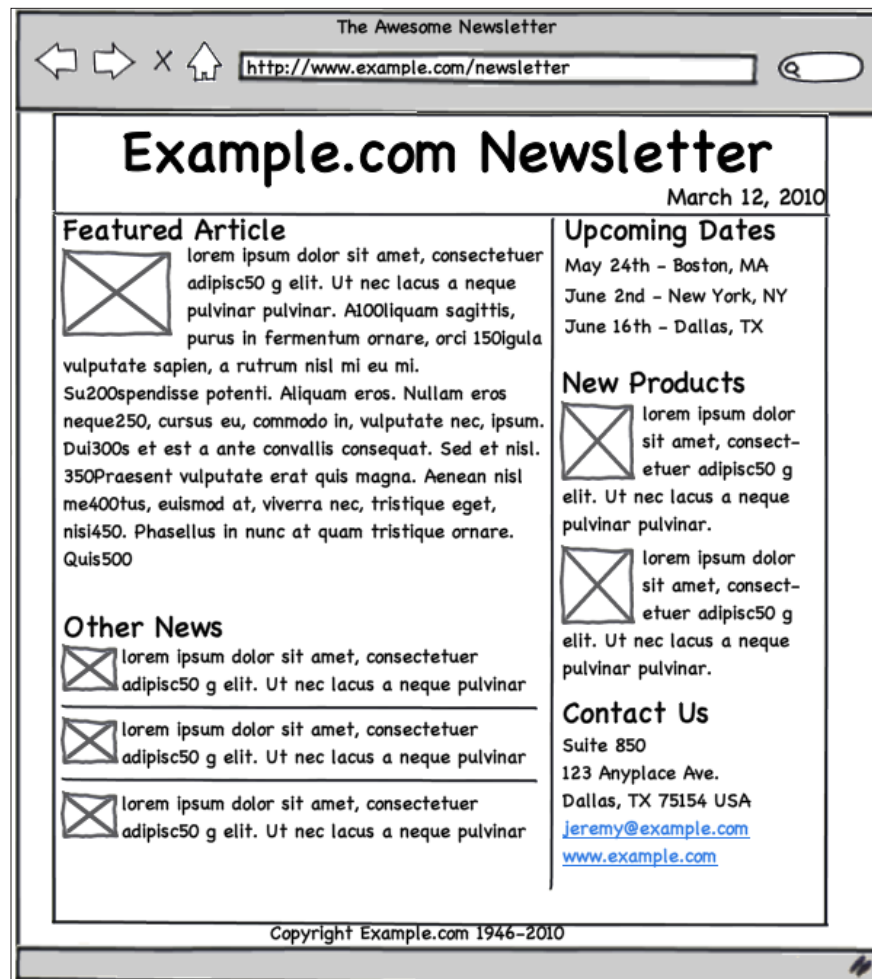 The Awesome Newsletter
http://www.example.com/newsletter
Example.com Newsletter
March 12, 2010
Featured Article
lorem ipsum dolor sit amet, consectetuer
adipisc50 g elit. Ut nec lacus a neque
pulvinar pulvinar. A100liquam sagittis,
purus in fermentum ornare, orci 150igula
vulputate sapien, a rutrum nisl mi eu mi.
Su200spendisse potenti. Aliquam eros. Nullam eros
neque250, cursus eu, commodo in, vulputate nec, ipsum.
Dui300s et est a ante convallis consequat. Sed et nisl.
350Praesent vulputate erat quis magna. Aenean nisl
me400tus, euismod at, viverra nec, tristique eget,
nisi450. Phasellus in nunc at quam tristique ornare.
Quis500
Other News
lorem ipsum dolor sit amet, consectetuer
adipisc50 g elit. Ut nec lacus a neque pulvinar
lorem ipsum dolor sit amet, consectetuer
adipisc50 g elit. Ut nec lacus a neque pulvinar
lorem ipsum dolor sit amet, consectetuer
adipisc50 g elit. Ut nec lacus a neque pulvinar
Upcoming Dates
May 24th - Boston, MA
June 2nd - New York, NY
June 16th - Dallas, TX
New Products
lorem ipsum dolor
sit amet, consect-
etuer adipisc50 g
elit. Ut nec lacus a neque
pulvinar pulvinar.
lorem ipsum dolor
sit amet, consect-
etuer adipisc50 g
elit. Ut nec lacus a neque
pulvinar pulvinar.
Contact Us
Suite 850
123 Anyplace Ave.
Dallas, TX 75154 USA
jeremy@example.com
www.example.com
Copyright Example.com 1946-2010